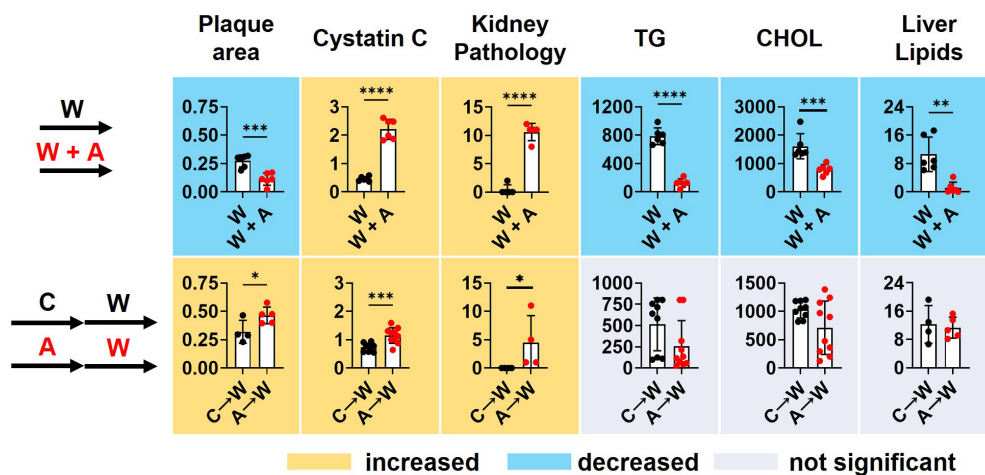 Plaque area
Cystatin C
Kidney Pathology
TG
CHOL
Liver Lipids
W
W + A
0.75
0.50
0.25
0.00
***
W
W + A
3
2
1
0
****
W
W + A
15
10
5
0
****
W
W + A
1200
800
400
0
****
W
W + A
3000
2000
1000
0
***
W
W + A
24
16
8
0
**
W
W + A
C W
A W
0.75
0.50
0.25
0.00
*
C→W
A→W
3
2
1
0
***
C→W
A→W
15
10
5
0
*
C→W
A→W
1000
750
500
250
0
C→W
A→W
1500
1000
500
0
C→W
A→W
24
16
8
0
C→W
A→W
increased
decreased
not significant